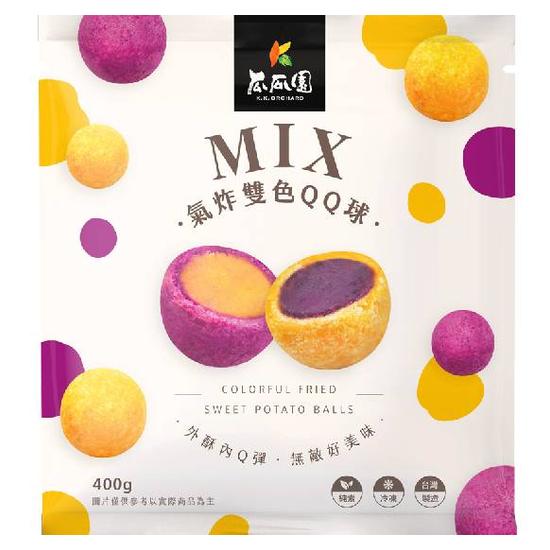 瓜瓜園
K.K. ORCHARD
MIX
·氣炸雙色QQ球·
COLORFUL FRIED
SWEET POTATO BALLS
外酥內Q彈·無敵好美味
400g
圖片僅供參考以實際商品為主
純素
冷凍
台灣
製造